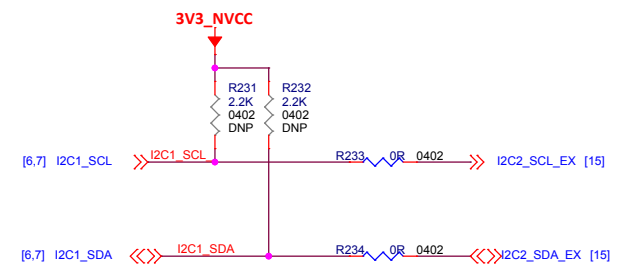 3V3_NVCC
R231 R232
2.2K 2.2K
0402 0402
DNP DNP
[6,7] I2C1_SCL I2C1_SCL R233 0R 0402 I2C2_SCL_EX [15]
[6,7] I2C1_SDA I2C1_SDA R234 0R 0402 I2C2_SDA_EX [15]